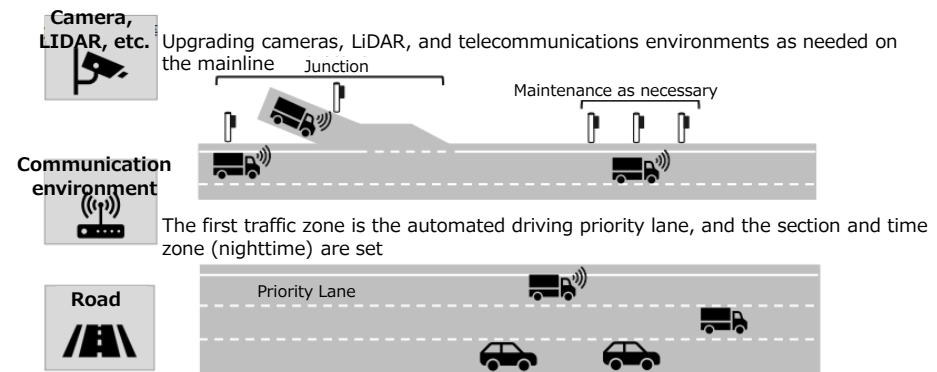 Camera,
LIDAR, etc.
Upgrading cameras, LiDAR, and telecommunications environments as needed on
the mainline
Junction
Maintenance as necessary
Communication
environment
The first traffic zone is the automated driving priority lane, and the section and time
zone (nighttime) are set
Road
Priority Lane